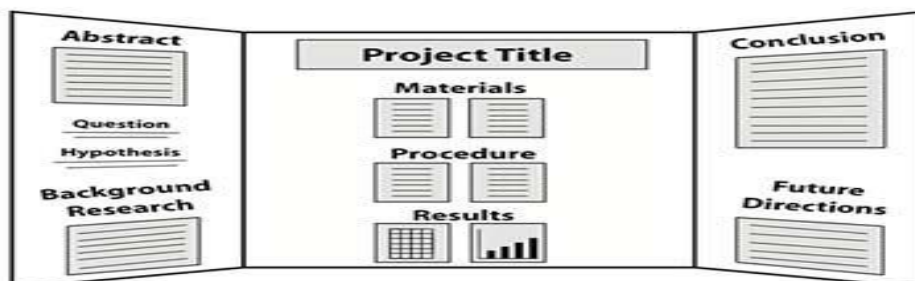 Abstract
Question
Hypothesis
Background
Research
Project Title
Materials
Procedure
Results
Conclusion
Future
Directions